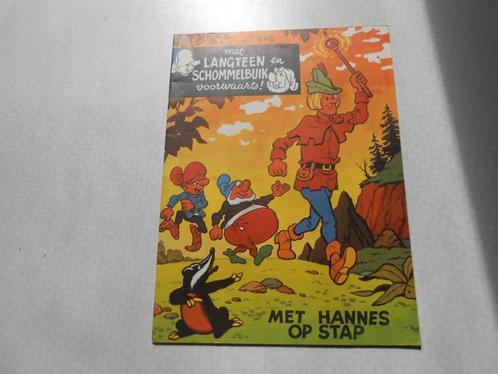 met
LANGTEEN en
SCHOMMELBUIK
voorwaarts!
MET HANNES
OP STAP